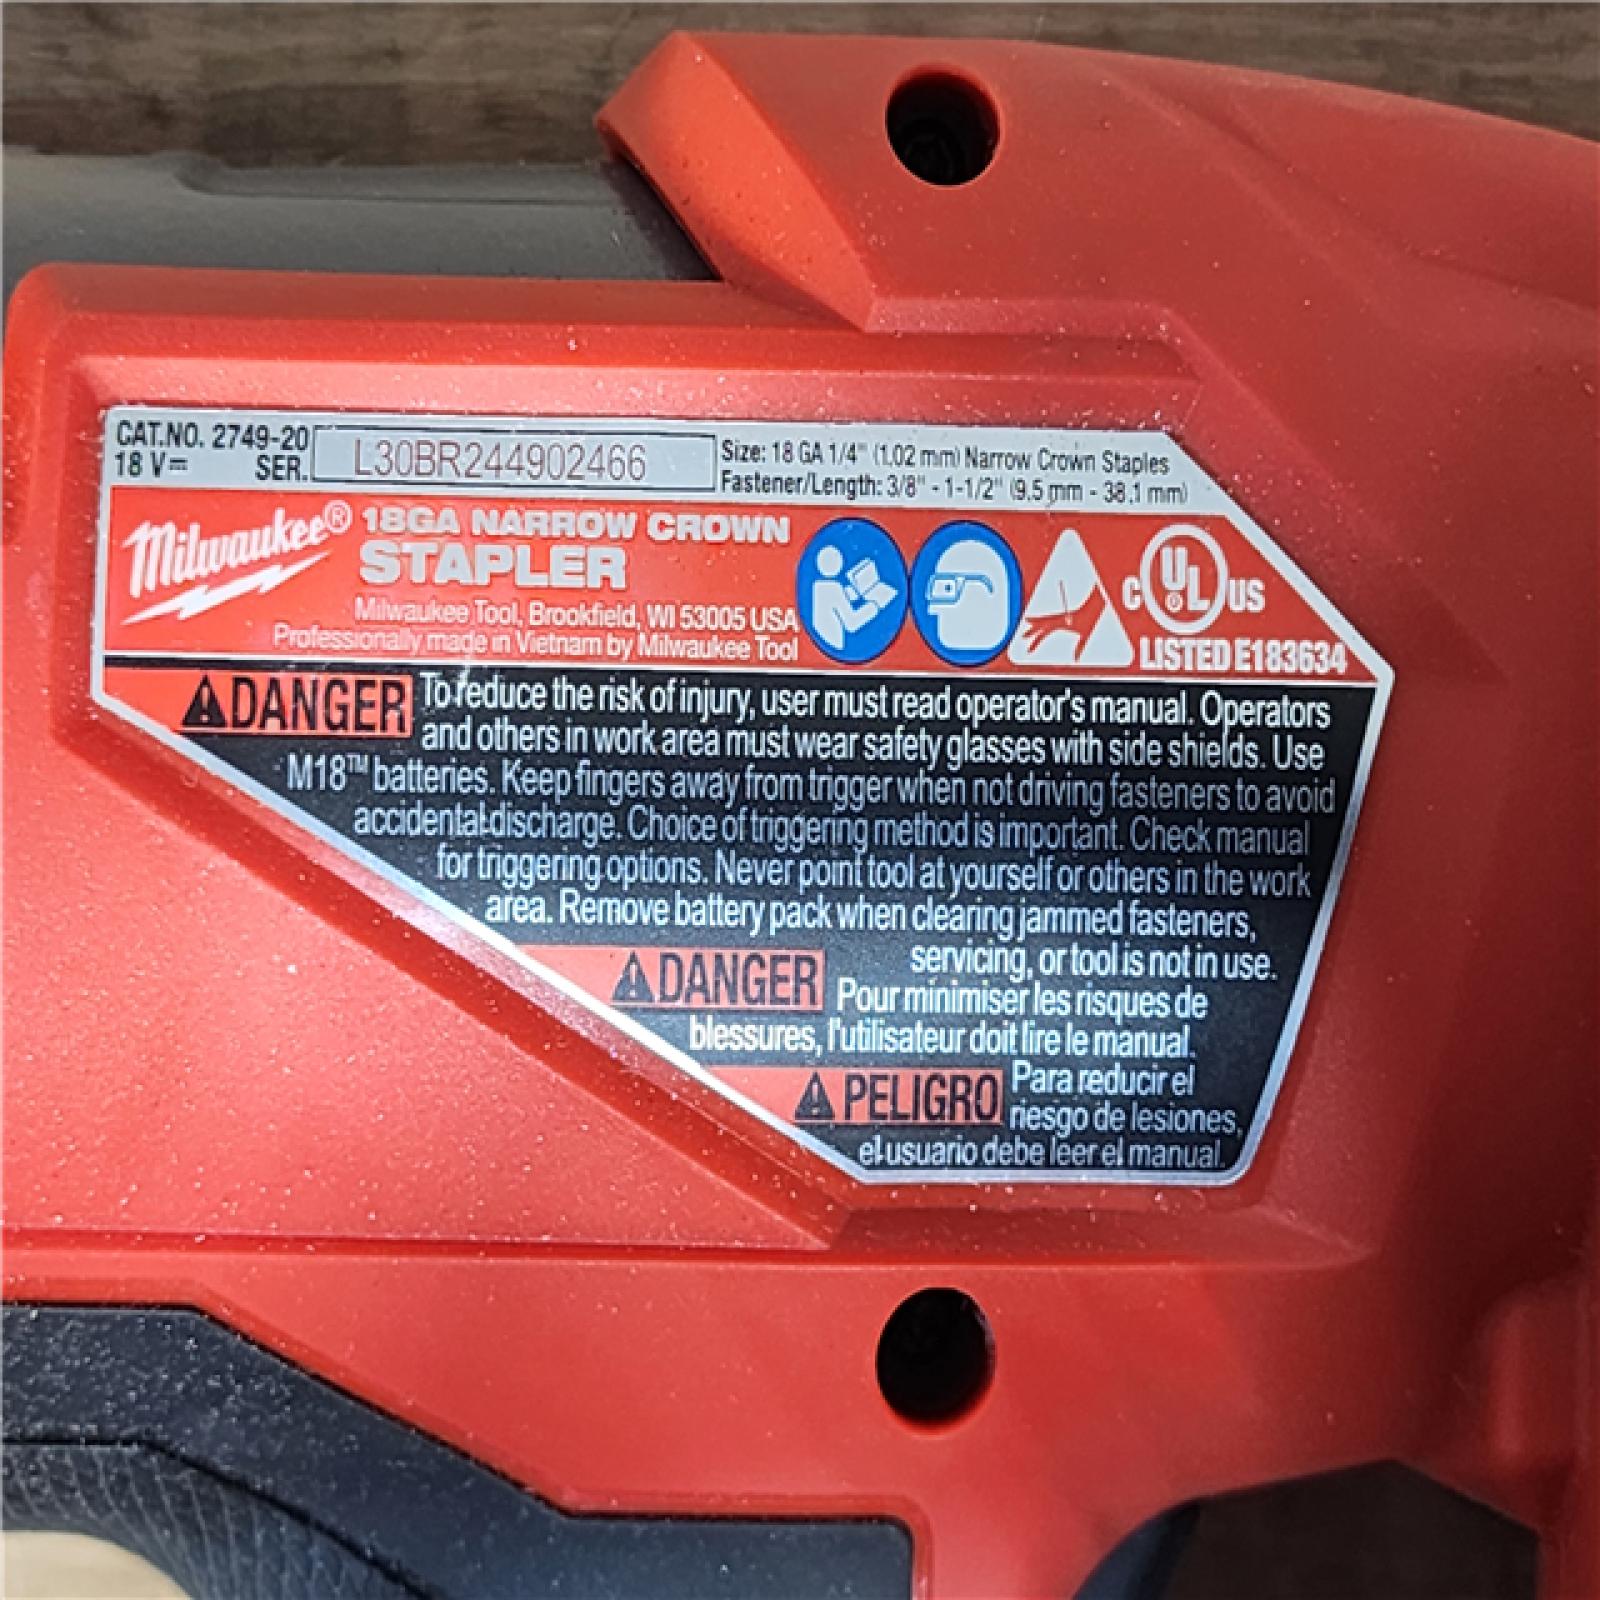 CAT.NO. 2749-20
18 V⎓ SER. L30BR244902466
Size: 18 GA 1/4" (1.02 mm) Narrow Crown Staples
Fastener/Length: 3/8" - 1-1/2" (9.5 mm - 38.1 mm)
Milwaukee®
18GA NARROW CROWN
STAPLER
Milwaukee Tool, Brookfield, WI 53005 USA
Professionally made in Vietnam by Milwaukee Tool
C UL US
LISTED E183634
DANGER To reduce the risk of injury, user must read operator's manual. Operators
and others in work area must wear safety glasses with side shields. Use
M18™ batteries. Keep fingers away from trigger when not driving fasteners to avoid
accidental discharge. Choice of triggering method is important. Check manual
for triggering options. Never point tool at yourself or others in the work
area. Remove battery pack when clearing jammed fasteners,
servicing, or tool is not in use.
DANGER Pour minimiser les risques de
blessures, l'utilisateur doit lire le manual.
PELIGRO Para reducir el
riesgo de lesiones,
el usuario debe leer el manual.